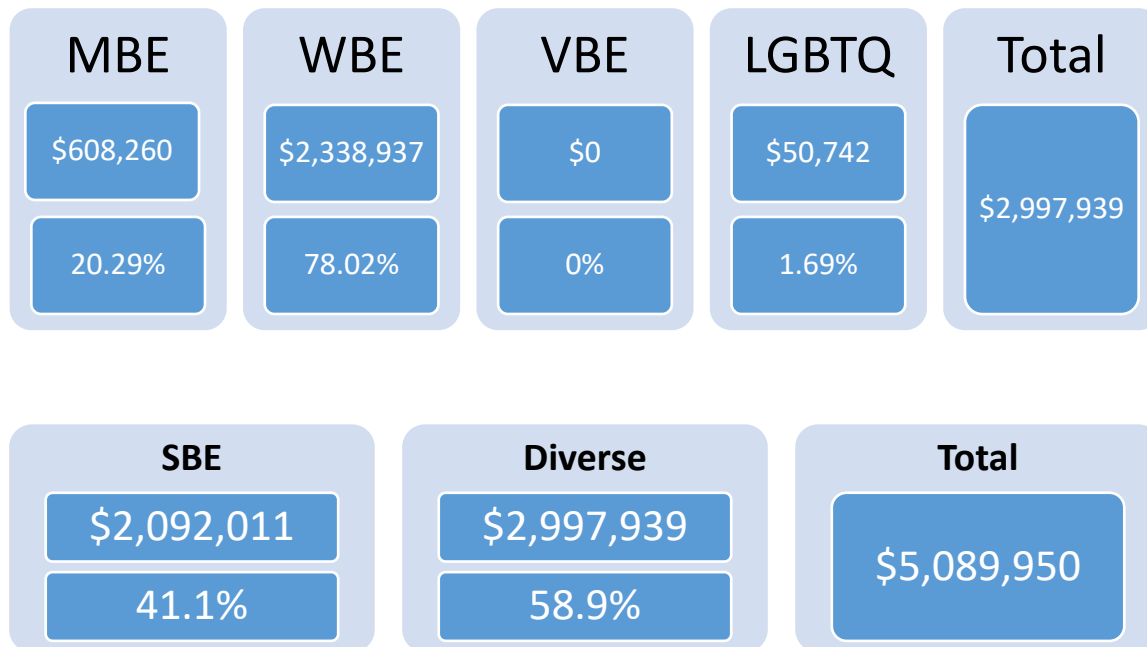 MBE
WBE
VBE
LGBTQ
Total
$608,260
$2,338,937
$0
$50,742
$2,997,939
20.29%
78.02%
0%
1.69%
SBE
Diverse
Total
$2,092,011
$2,997,939
$5,089,950
41.1%
58.9%